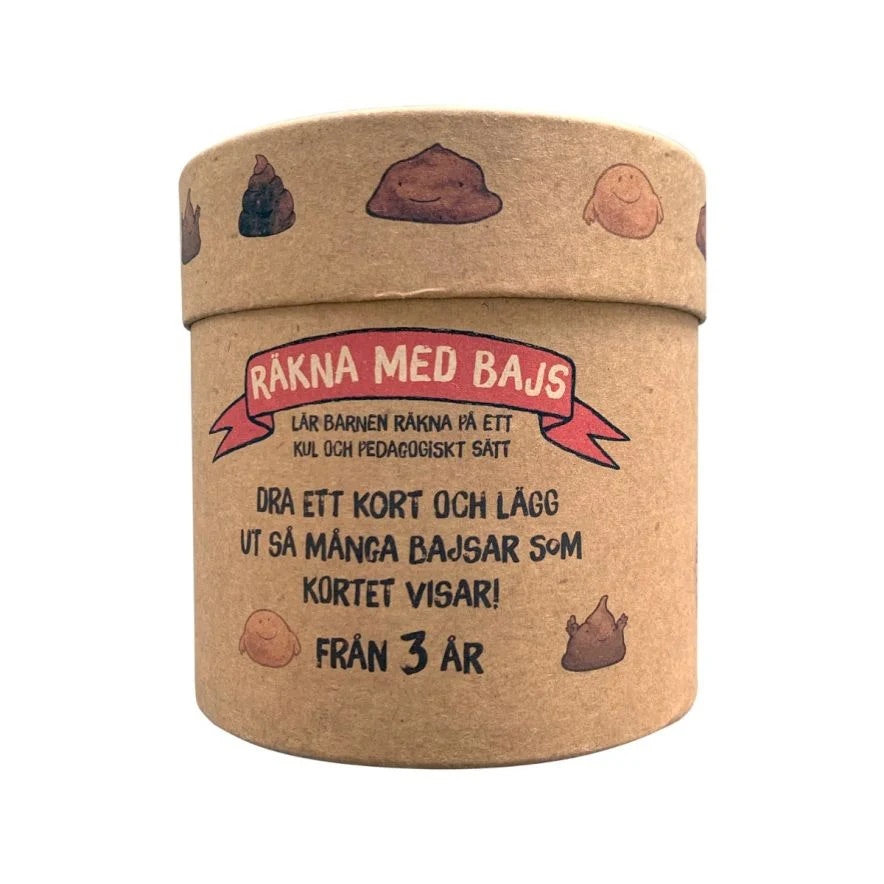 RÄKNA MED BAJS
LÄR BARNEN RÄKNA PÅ ETT
KUL OCH PEDAGOGISKT SÄTT
DRA ETT KORT OCH LÄGG
UT SÅ MÅNGA BAJSAR SOM
KORTET VISAR!
FRÅN 3 ÅR